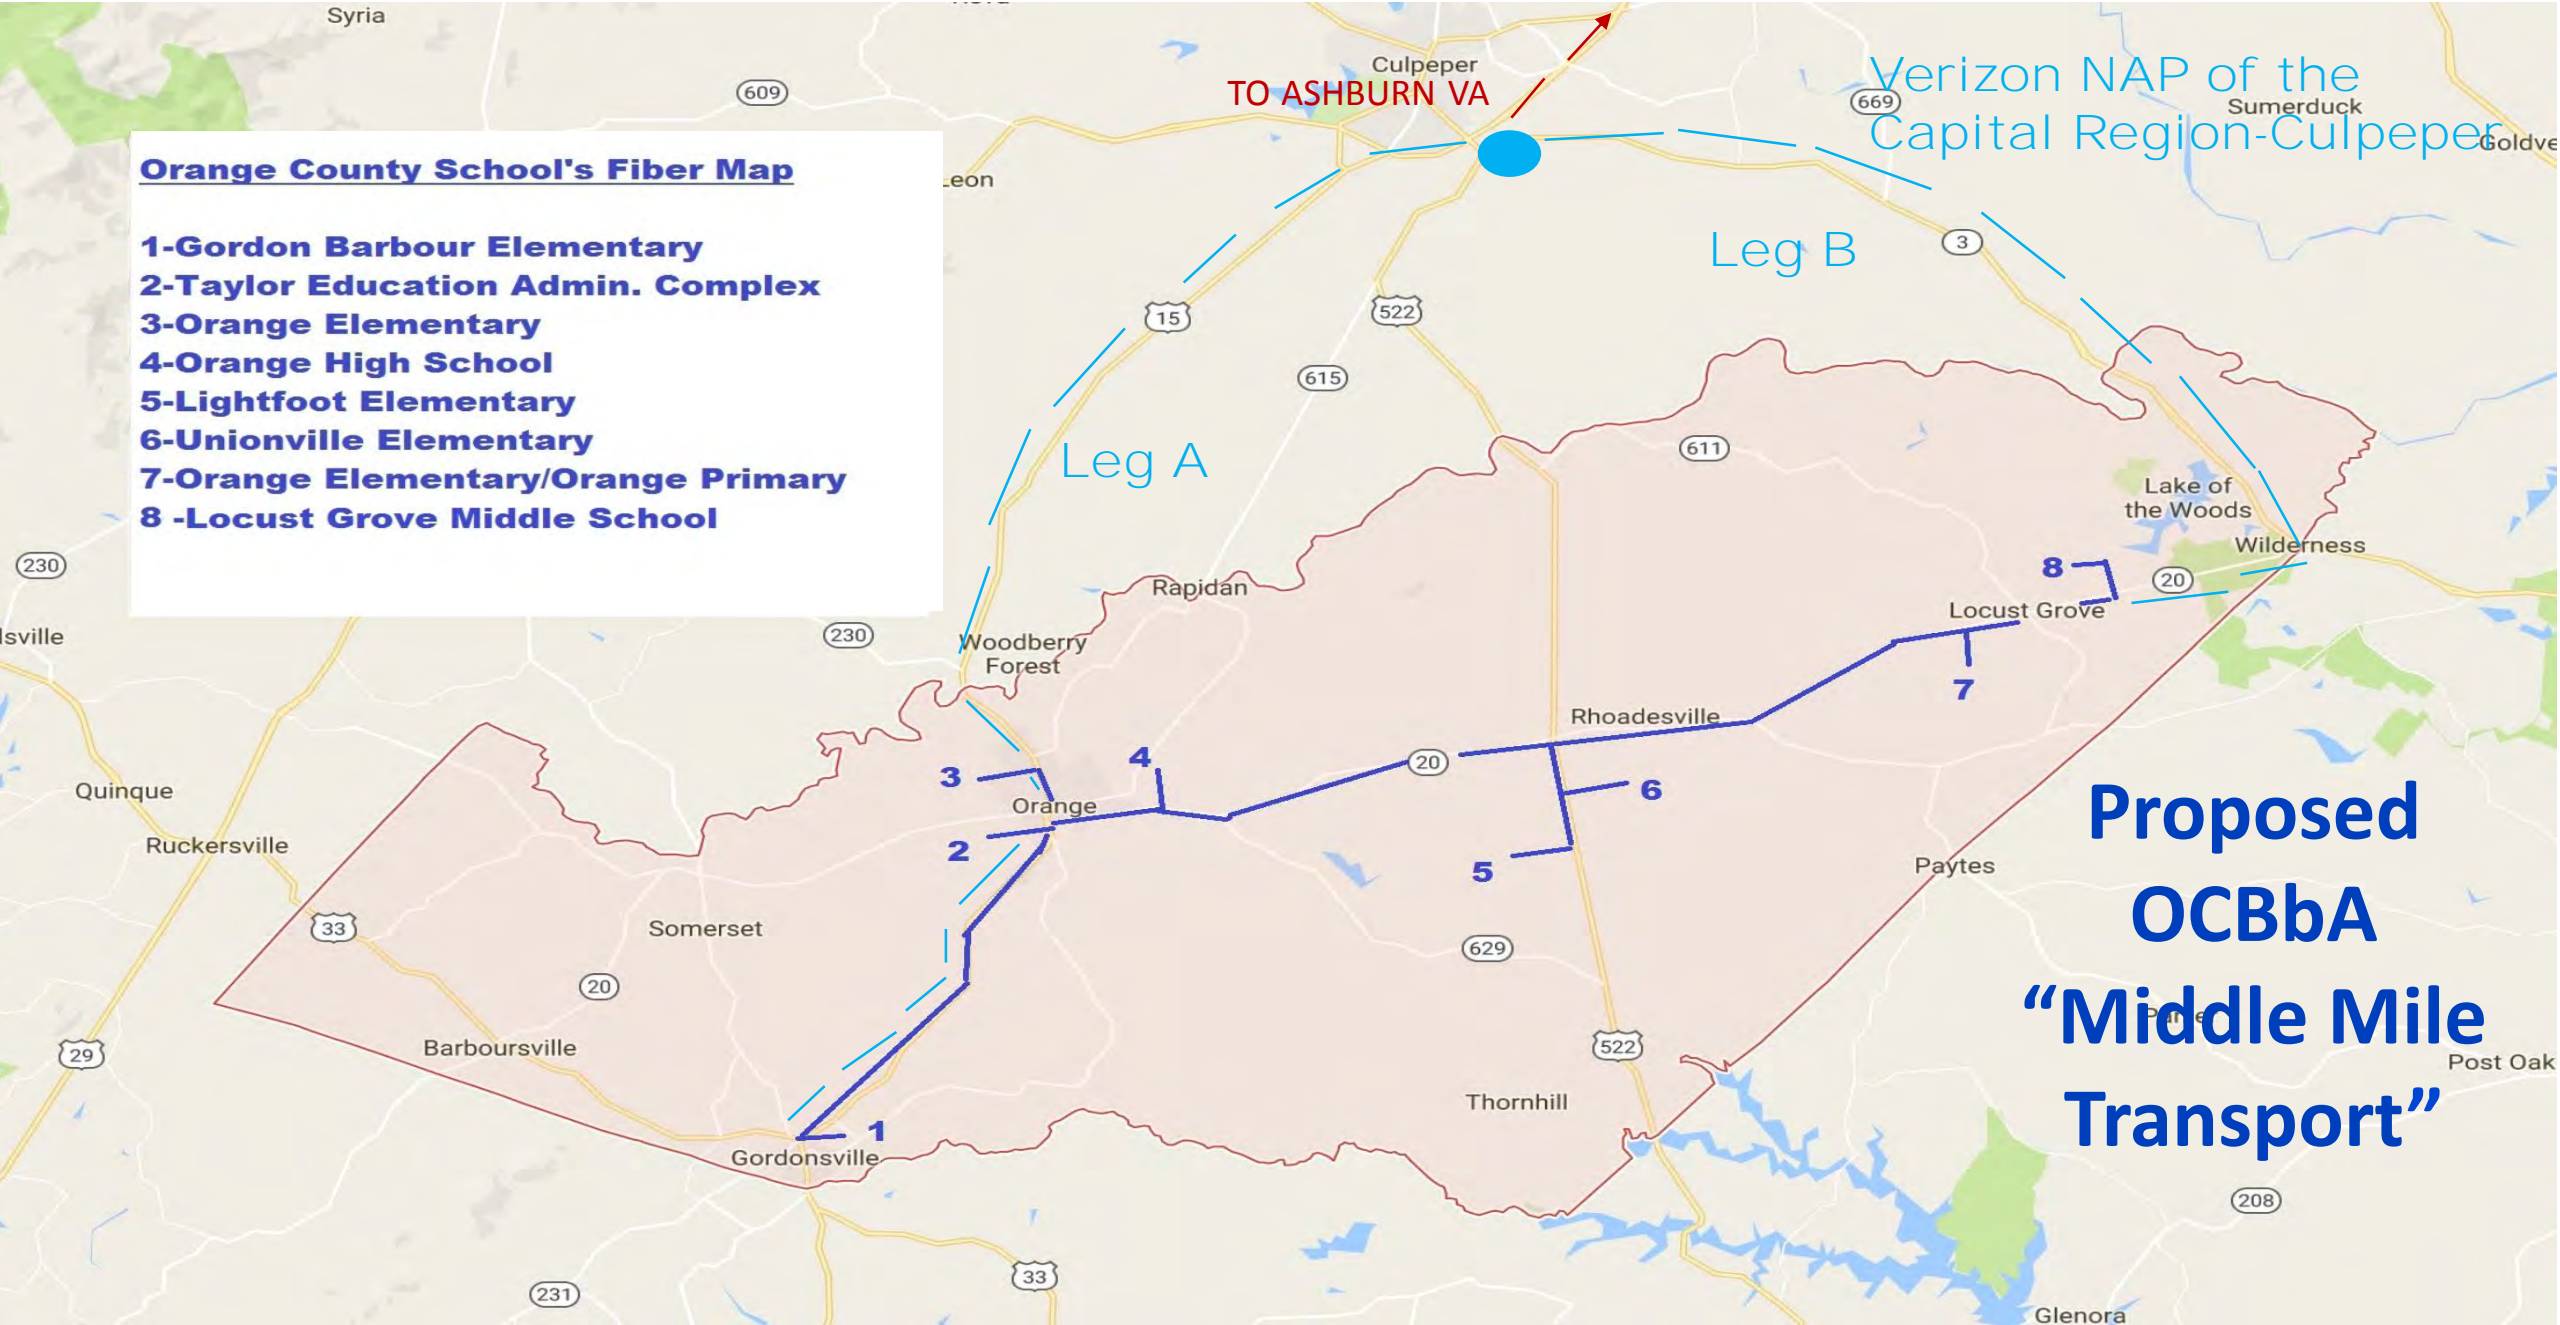 Syria
Culpeper
TO ASHBURN VA
609
669
Verizon NAP of the
Capital Region-Culpeper
Sumerduck
Goldve
Leon
Orange County School's Fiber Map
1-Gordon Barbour Elementary
2-Taylor Education Admin. Complex
3-Orange Elementary
4-Orange High School
5-Lightfoot Elementary
6-Unionville Elementary
7-Orange Elementary/Orange Primary
8 -Locust Grove Middle School
Leg B
3
15
522
615
Leg A
611
Lake of
the Woods
Wilderness
230
8
20
Rapidan
Locust Grove
lsville
230
Woodberry
Forest
7
Rhoadesville
4
3
20
Quinque
Orange
6
Ruckersville
2
5
Paytes
Proposed
OCBbA
“Middle Mile
Transport”
33
Somerset
629
20
29
Barboursville
522
Post Oak
Thornhill
1
Gordonsville
208
33
231
Glenora